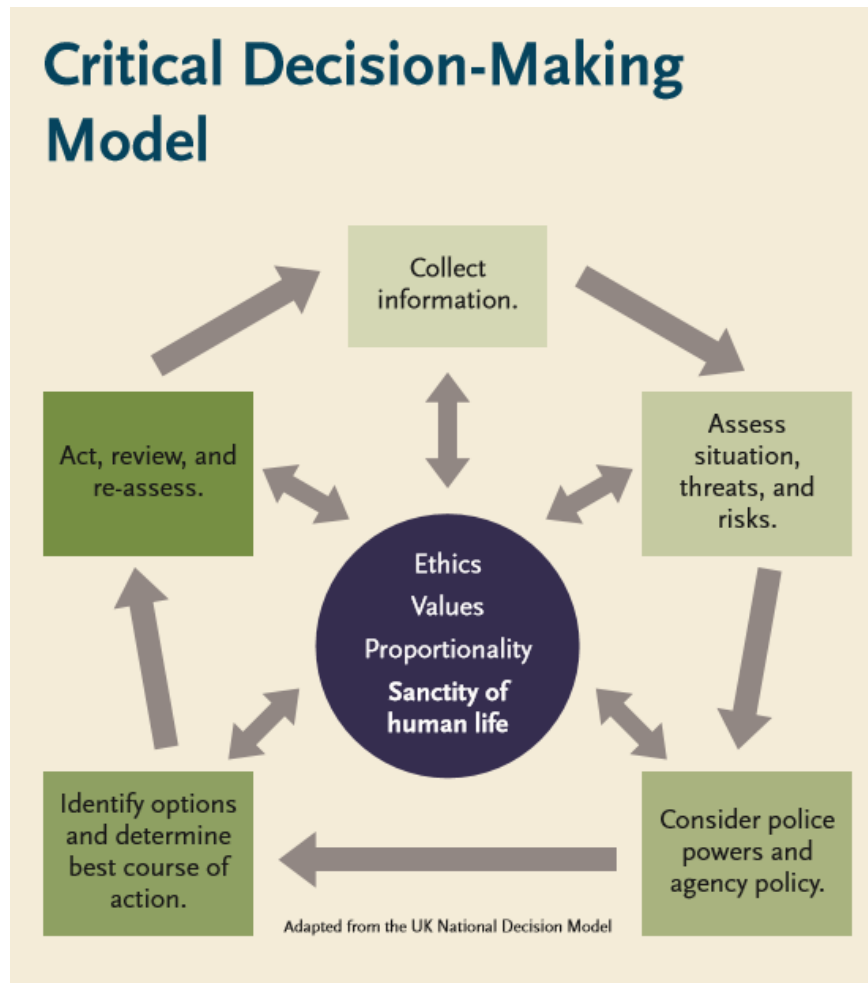 Critical Decision-Making
Model
Collect
information.
Assess
situation,
threats, and
risks.
Consider police
powers and
agency policy.
Identify options
and determine
best course of
action.
Act, review, and
re-assess.
Ethics
Values
Proportionality
Sanctity of
human life
Adapted from the UK National Decision Model